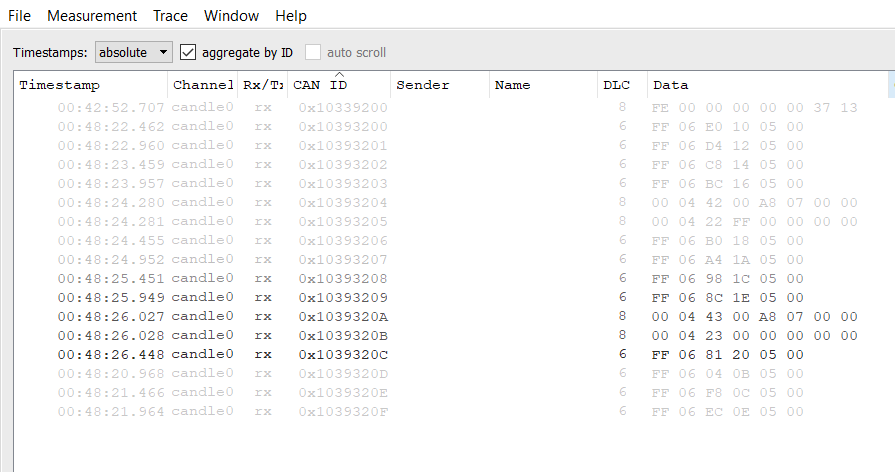 File Measurement Trace Window Help
Timestamps: absolute aggregate by ID auto scroll
Timestamp Channel Rx/Tx CAN ID Sender Name DLC Data
00:42:52.707 candle0 rx 0x10339200 8 FE 00 00 00 00 00 37 13
00:48:22.462 candle0 rx 0x10393200 6 FF 06 E0 10 05 00
00:48:22.960 candle0 rx 0x10393201 6 FF 06 D4 12 05 00
00:48:23.459 candle0 rx 0x10393202 6 FF 06 C8 14 05 00
00:48:23.957 candle0 rx 0x10393203 6 FF 06 BC 16 05 00
00:48:24.280 candle0 rx 0x10393204 8 00 04 42 00 A8 07 00 00
00:48:24.281 candle0 rx 0x10393205 8 00 04 22 FF 00 00 00 00
00:48:24.455 candle0 rx 0x10393206 6 FF 06 B0 18 05 00
00:48:24.952 candle0 rx 0x10393207 6 FF 06 A4 1A 05 00
00:48:25.451 candle0 rx 0x10393208 6 FF 06 98 1C 05 00
00:48:25.949 candle0 rx 0x10393209 6 FF 06 8C 1E 05 00
00:48:26.027 candle0 rx 0x1039320A 8 00 04 43 00 A8 07 00 00
00:48:26.028 candle0 rx 0x1039320B 8 00 04 23 00 00 00 00 00
00:48:26.448 candle0 rx 0x1039320C 6 FF 06 81 20 05 00
00:48:20.968 candle0 rx 0x1039320D 6 FF 06 04 0B 05 00
00:48:21.466 candle0 rx 0x1039320E 6 FF 06 F8 0C 05 00
00:48:21.964 candle0 rx 0x1039320F 6 FF 06 EC 0E 05 00